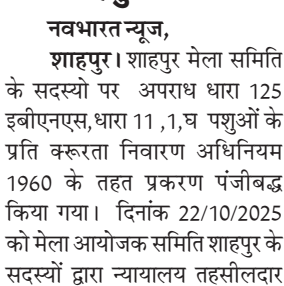 नवभारत न्यूज,
शाहपुर। शाहपुर मेला समिति
के सदस्यो पर अपराध धारा 125
इबीएनएस,धारा 11 ,1,घ पशुओं के
प्रति क्रूरता निवारण अधिनियम
1960 के तहत प्रकरण पंजीबद्ध
किया गया। दिनांक 22/10/2025
को मेला आयोजक समिति शाहपुर के
सदस्यों द्वारा न्यायालय तहसीलदार